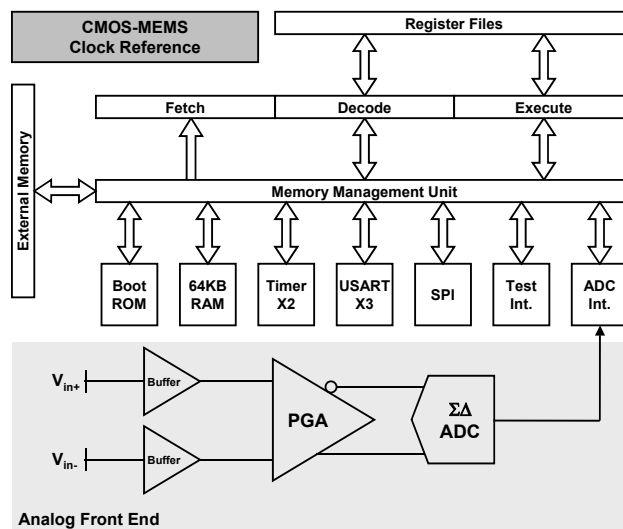 CMOS-MEMS
Clock Reference
Register Files
Fetch
Decode
Execute
External Memory
Memory Management Unit
Boot
ROM
64KB
RAM
Timer
X2
USART
X3
SPI
Test
Int.
ADC
Int.
Vin+
Buffer
PGA
ΣΔ
ADC
Vin-
Buffer
Analog Front End